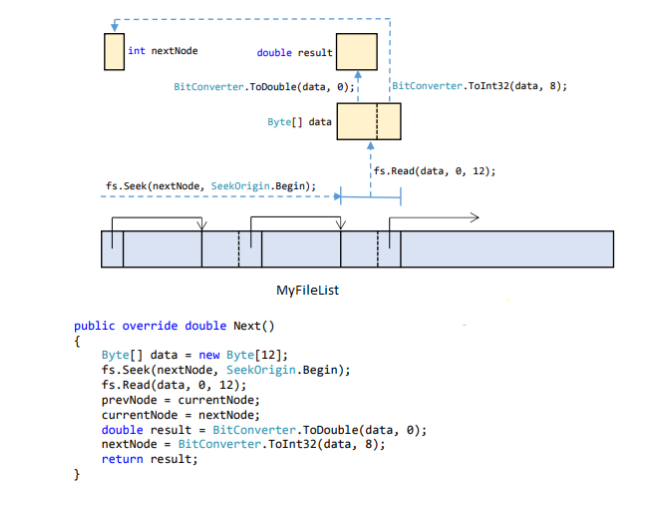 int nextNode
double result
BitConverter.ToDouble(data, 0);
BitConverter.ToInt32(data, 8);
Byte[] data
fs.Read(data, 0, 12);
fs.Seek(nextNode, SeekOrigin.Begin);
MyFileList
public override double Next()
{
Byte[] data = new Byte[12];
fs.Seek(nextNode, SeekOrigin.Begin);
fs.Read(data, 0, 12);
prevNode = currentNode;
currentNode = nextNode;
double result = BitConverter.ToDouble(data, 0);
nextNode = BitConverter.ToInt32(data, 8);
return result;
}